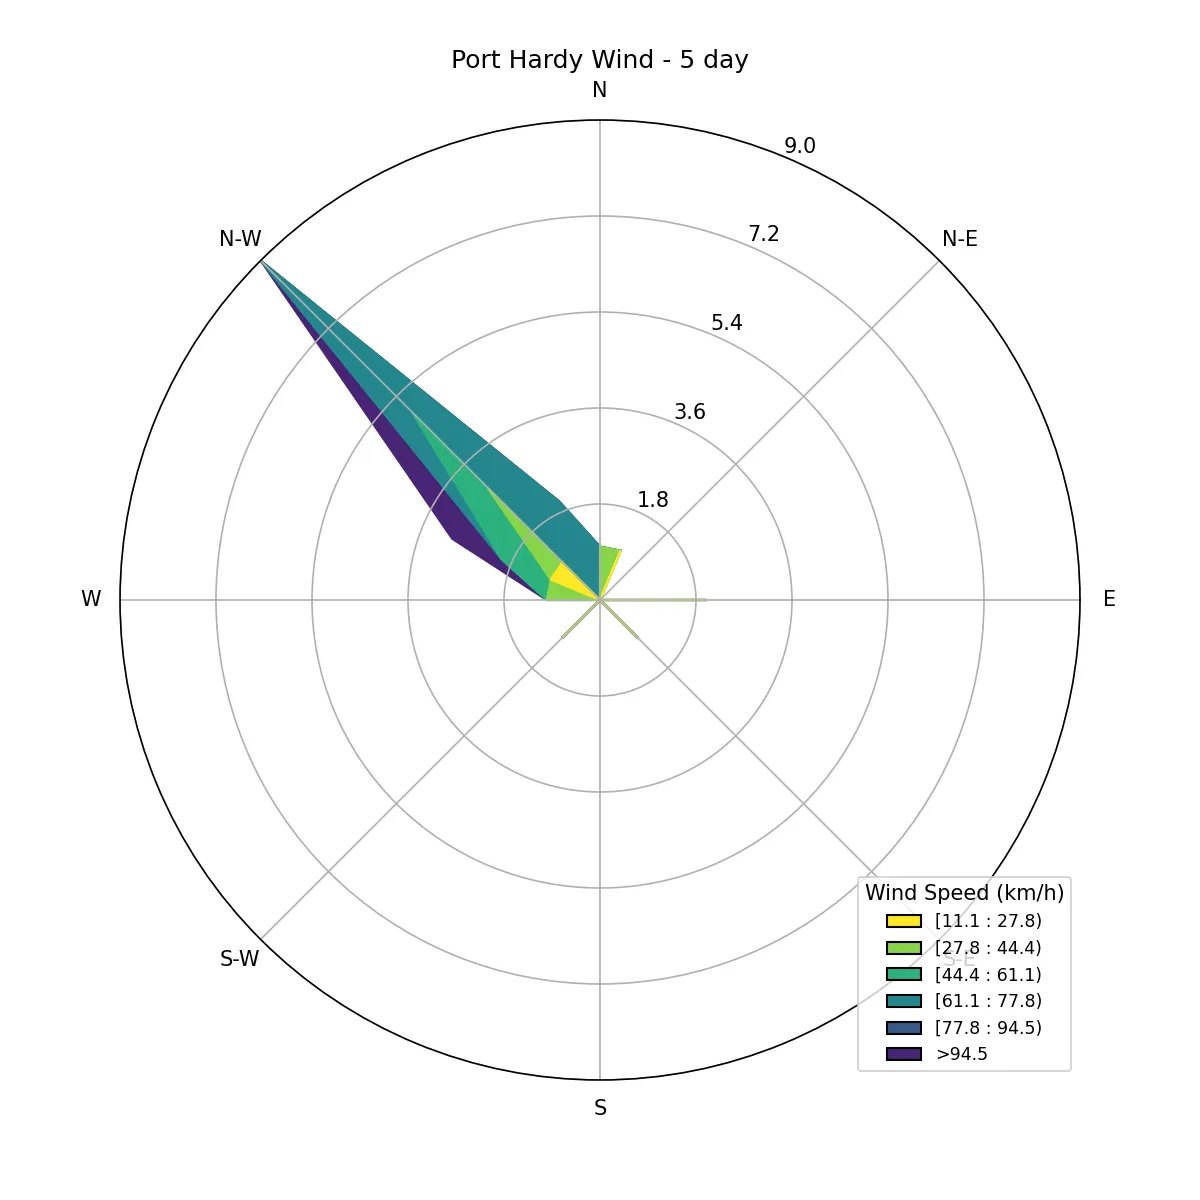 Port Hardy Wind - 5 day
N
9.0
N-W
N-E
7.2
5.4
3.6
1.8
W
E
S-W
S-E
S
Wind Speed (km/h)
[11.1 : 27.8)
[27.8 : 44.4)
[44.4 : 61.1)
[61.1 : 77.8)
[77.8 : 94.5)
>94.5